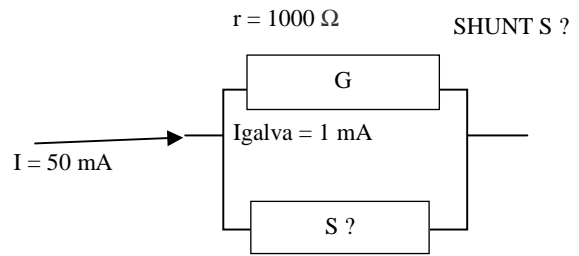 r = 1000 Ω
SHUNT S ?
G
Igalva = 1 mA
I = 50 mA
S ?